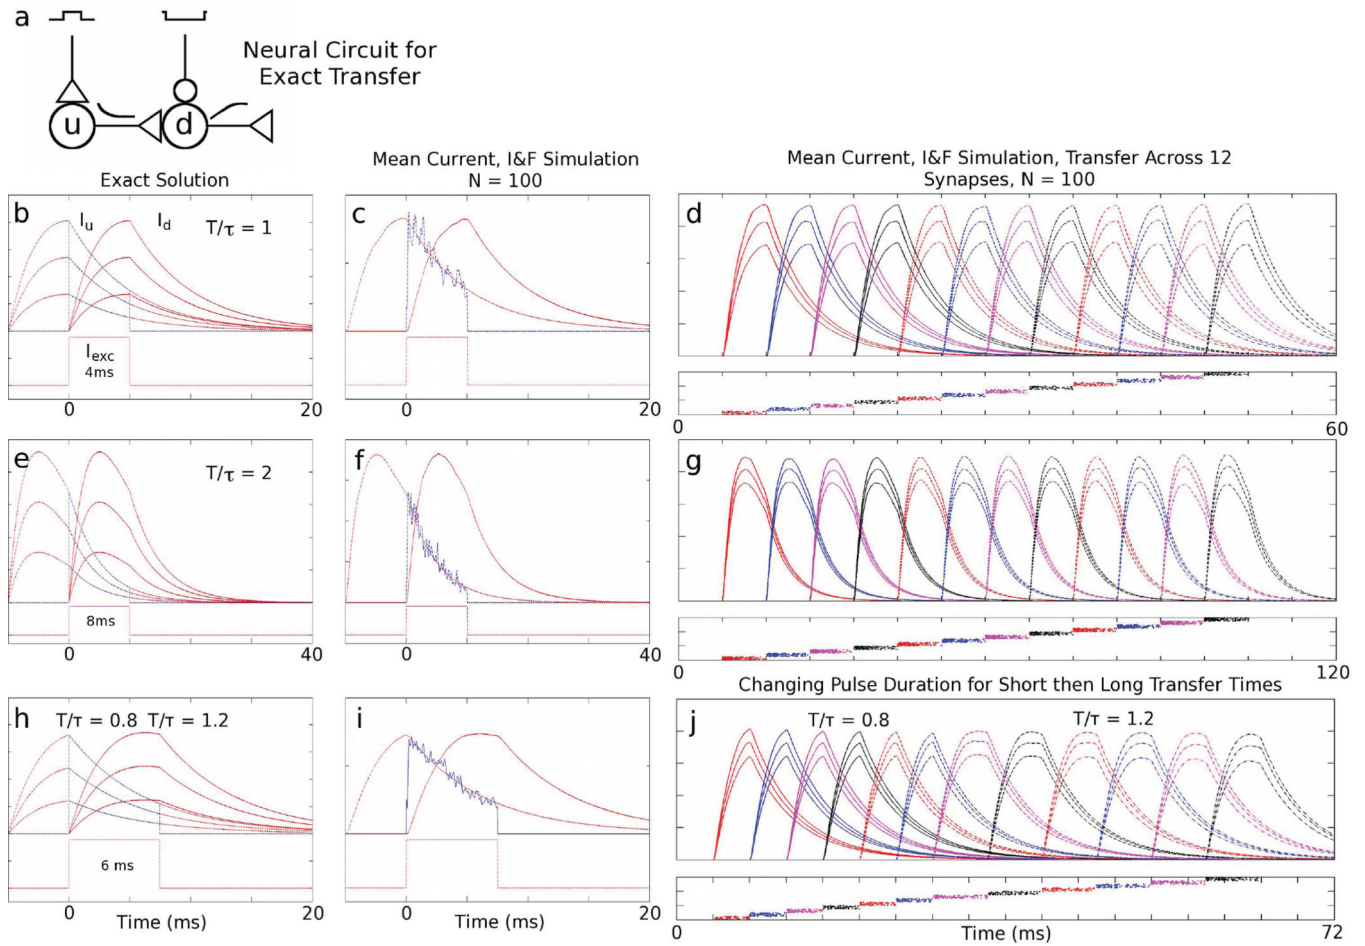 a
u
d
Neural Circuit for
Exact Transfer
Exact Solution
Mean Current, I&F Simulation
N = 100
Mean Current, I&F Simulation, Transfer Across 12
Synapses, N = 100
b
I_u
I_d
T/τ = 1
I_exc
4ms
0
20
c
0
20
d
0
60
e
T/τ = 2
8ms
0
40
f
0
40
g
0
120
Changing Pulse Duration for Short then Long Transfer Times
h
T/τ = 0.8 T/τ = 1.2
6 ms
0
20
Time (ms)
i
0
20
Time (ms)
j
T/τ = 0.8
T/τ = 1.2
0
72
Time (ms)